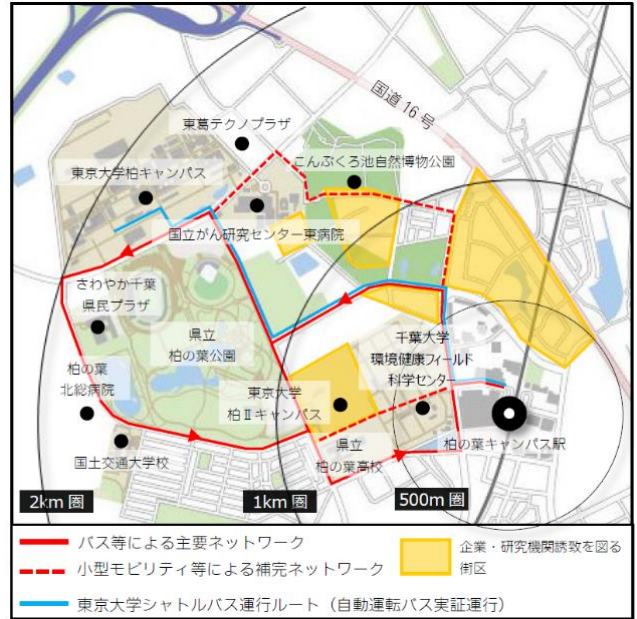 国道16号
東葛テクノプラザ
こんぶくろ池自然博物公園
東京大学柏キャンパス
国立がん研究センター東病院
さわやか千葉
県民プラザ
県立
柏の葉公園
千葉大学
環境健康フィールド
科学センター
柏の葉
北総病院
東京大学
柏Ⅱキャンパス
国土交通大学校
県立
柏の葉高校
柏の葉キャンパス駅
2km 圏
1km 圏
500m 圏
バス等による主要ネットワーク
小型モビリティ等による補完ネットワーク
企業・研究機関誘致を図る
街区
東京大学シャトルバス運行ルート（自動運転バス実証運行）